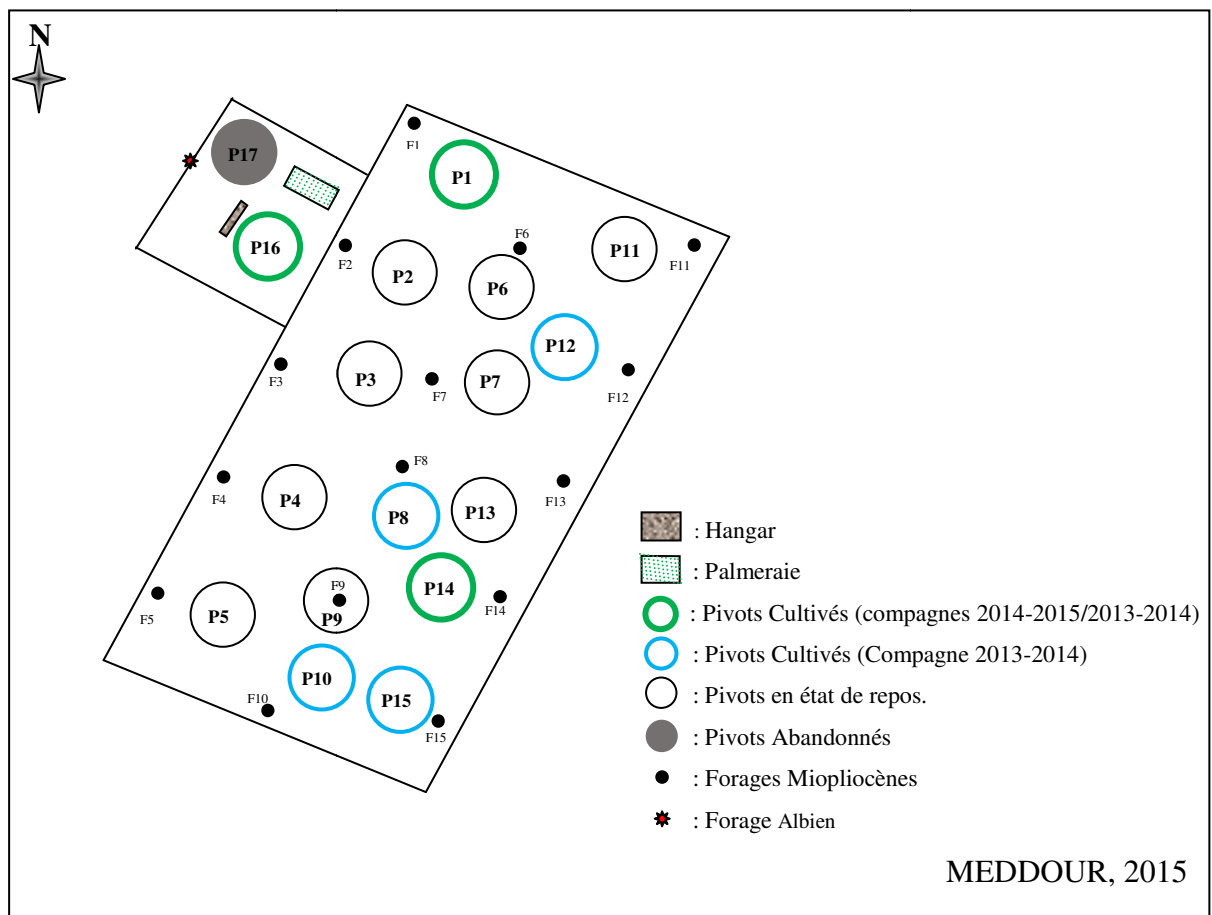 N
F1
P17
P1
P16
F2
F6
P11
F11
P2
P6
P12
F3
P3
F7
P7
F12
F8
F4
P4
P8
P13
F13
F9
P14
F14
F5
P5
P9
P10
P15
F10
F15
: Hangar
: Palmeraie
: Pivots Cultivés (compagnes 2014-2015/2013-2014)
: Pivots Cultivés (Compagne 2013-2014)
: Pivots en état de repos.
: Pivots Abandonnés
: Forages Miopliocènes
: Forage Albien
MEDDOUR, 2015